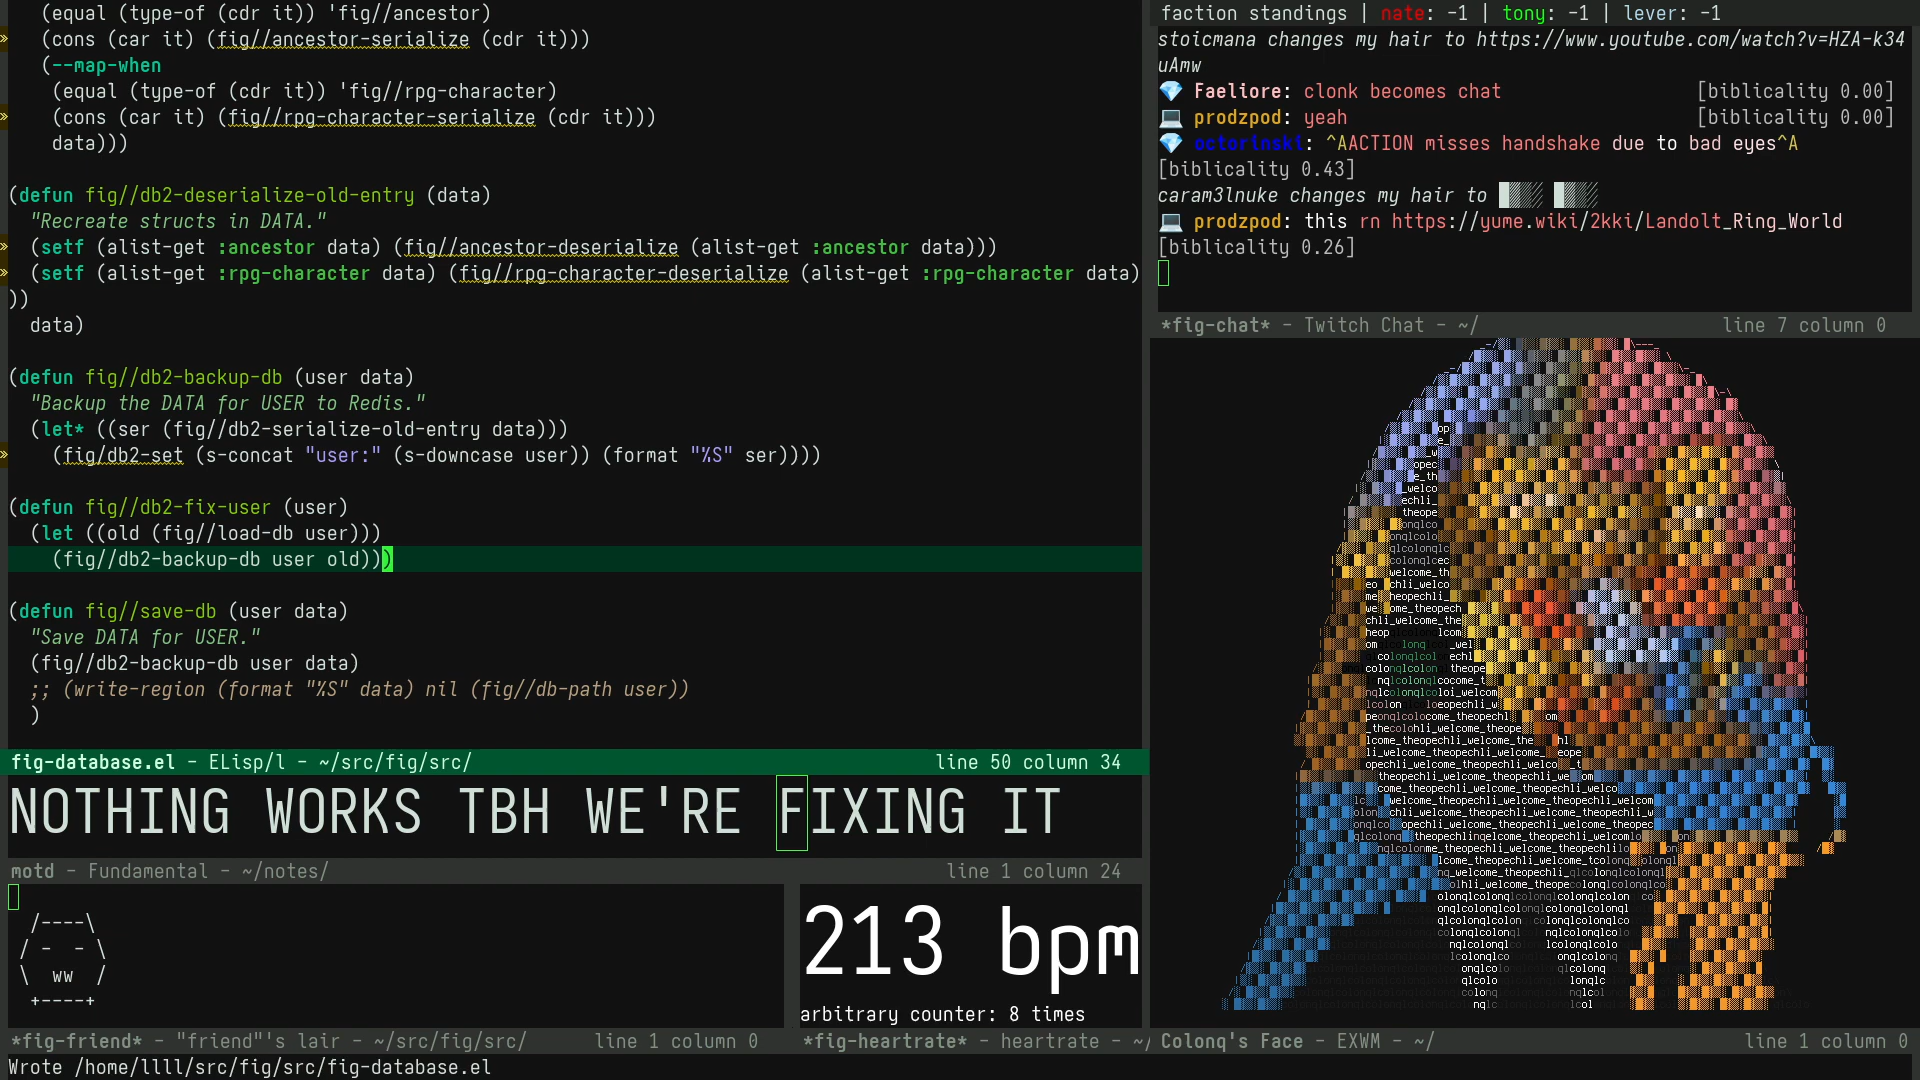 (equal (type-of (cdr it)) 'fig//ancestor)
(cons (car it) (fig//ancestor-serialize (cdr it)))
(--map-when
(equal (type-of (cdr it)) 'fig//rpg-character)
(cons (car it) (fig//rpg-character-serialize (cdr it)))
data)))
(defun fig//db2-deserialize-old-entry (data)
"Recreate structs in DATA."
(setf (alist-get :ancestor data) (fig//ancestor-deserialize (alist-get :ancestor data)))
(setf (alist-get :rpg-character data) (fig//rpg-character-deserialize (alist-get :rpg-character data)
))
data)
(defun fig//db2-backup-db (user data)
"Backup the DATA for USER to Redis."
(let* ((ser (fig//db2-serialize-old-entry data)))
(fig/db2-set (s-concat "user:" (s-downcase user)) (format "%S" ser))))
(defun fig//db2-fix-user (user)
(let ((old (fig//load-db user)))
(fig//db2-backup-db user old)))
(defun fig//save-db (user data)
"Save DATA for USER."
(fig//db2-backup-db user data)
;; (write-region (format "%S" data) nil (fig//db-path user))
)
fig-database.el - ELisp/l - ~/src/fig/src/ line 50 column 34
NOTHING WORKS TBH WE'RE FIXING IT
motd - Fundamental - ~/notes/ line 1 column 24
/----\
/ -  - \
\  ww  /
+----+
*fig-friend* - "friend"'s lair - ~/src/fig/src/ line 1 column 0
213 bpm
arbitrary counter: 8 times
*fig-heartrate* - heartrate - ~/
Wrote /home/llll/src/fig/src/fig-database.el
faction standings | nate: -1 | tony: -1 | lever: -1
stoicmana changes my hair to https://www.youtube.com/watch?v=HZA-k34
uAmw
Faeliore: clonk becomes chat [biblicality 0.00]
prodzpod: yeah [biblicality 0.00]
octorinski: ^AACTION misses handshake due to bad eyes^A
[biblicality 0.43]
caram3lnuke changes my hair to █▓▒░ █▓▒░
prodzpod: this rn https://yume.wiki/2kki/Landolt_Ring_World
[biblicality 0.26]
*fig-chat* - Twitch Chat - ~/ line 7 column 0
Colonq's Face - EXWM - ~/ line 1 column 0